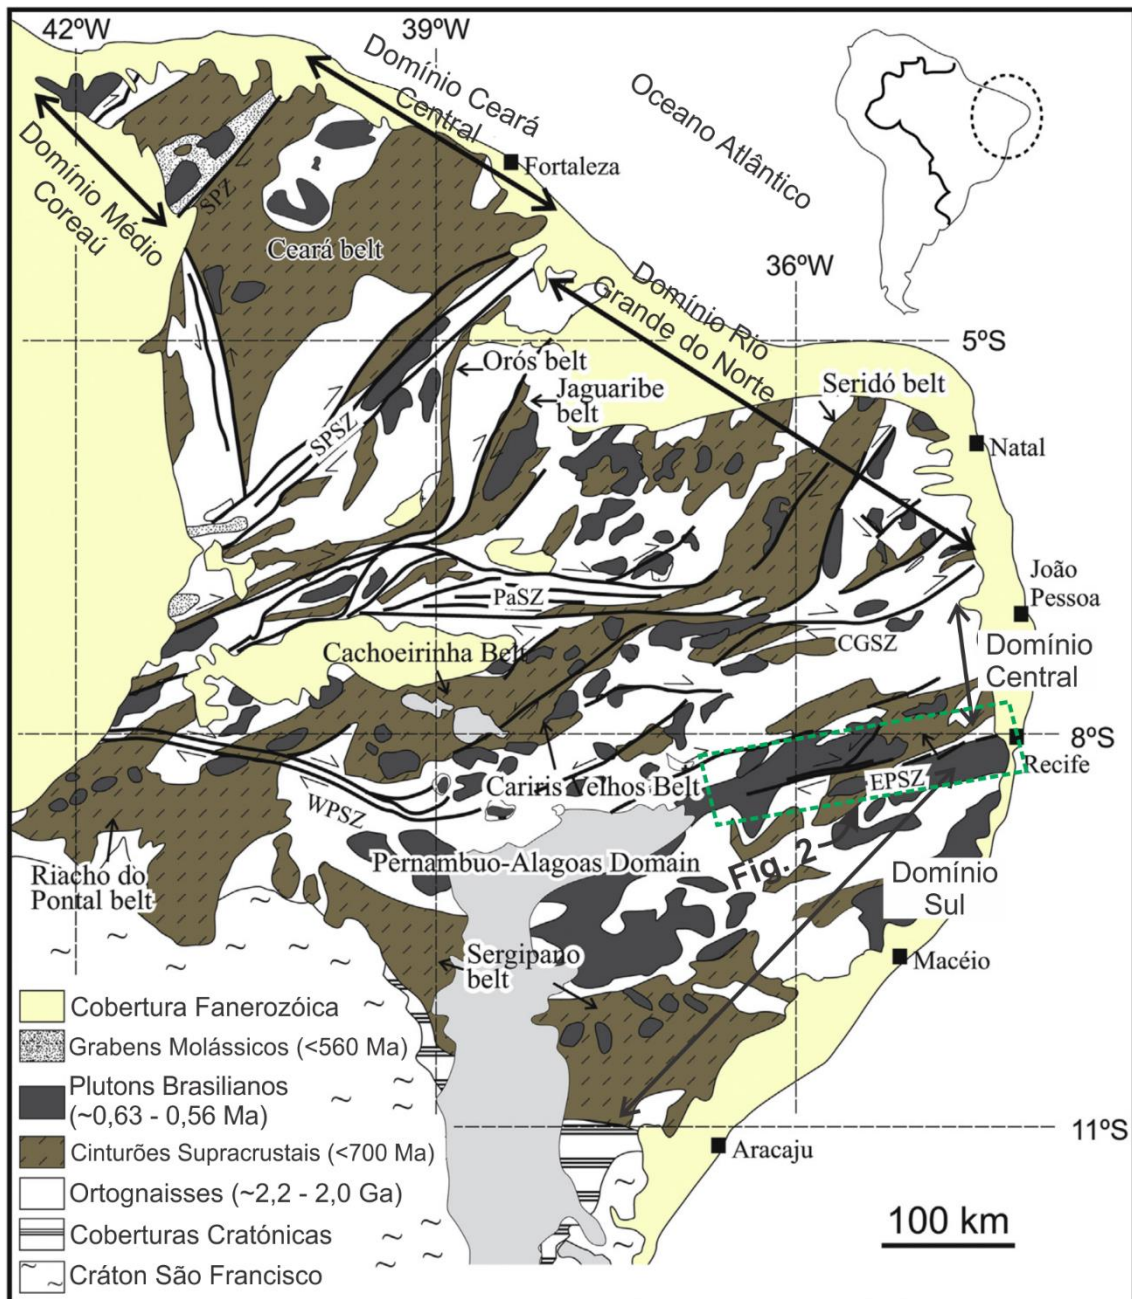 42ºW
39ºW
Domínio Ceará
Central
Oceano Atlântico
Fortaleza
Domínio Médio
Coreaú
SPZ
Ceará belt
36ºW
Domínio Rio
Grande do Norte
5ºS
Orós belt
Jaguaribe
belt
Seridó belt
SPSZ
Natal
PaSZ
João
Pessoa
CGSZ
Domínio
Central
Cachoeirinha Belt
8ºS
Recife
EPSZ
Cariris Velhos Belt
WPSZ
Pernambuo-Alagoas Domain
Fig. 2
Riacho do
Pontal belt
Domínio
Sul
Sergipano
belt
Macéio
Cobertura Fanerozóica
Grabens Molássicos (<560 Ma)
Plutons Brasilianos
(~0,63 - 0,56 Ma)
Cinturões Supracrustais (<700 Ma)
Ortognaisses (~2,2 - 2,0 Ga)
Coberturas Cratónicas
Cráton São Francisco
11ºS
Aracaju
100 km